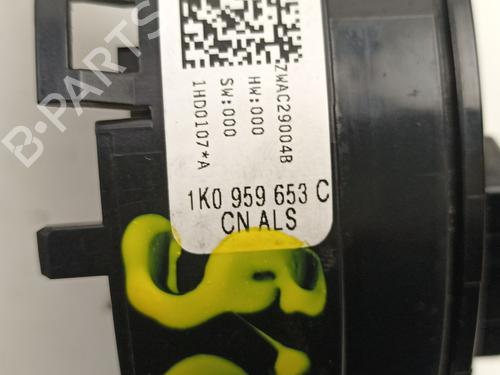 B-PARTS
ZWAC29004B
HW:000
SW:000
1HD0107*A
1K0 959 653 C
CN ALS